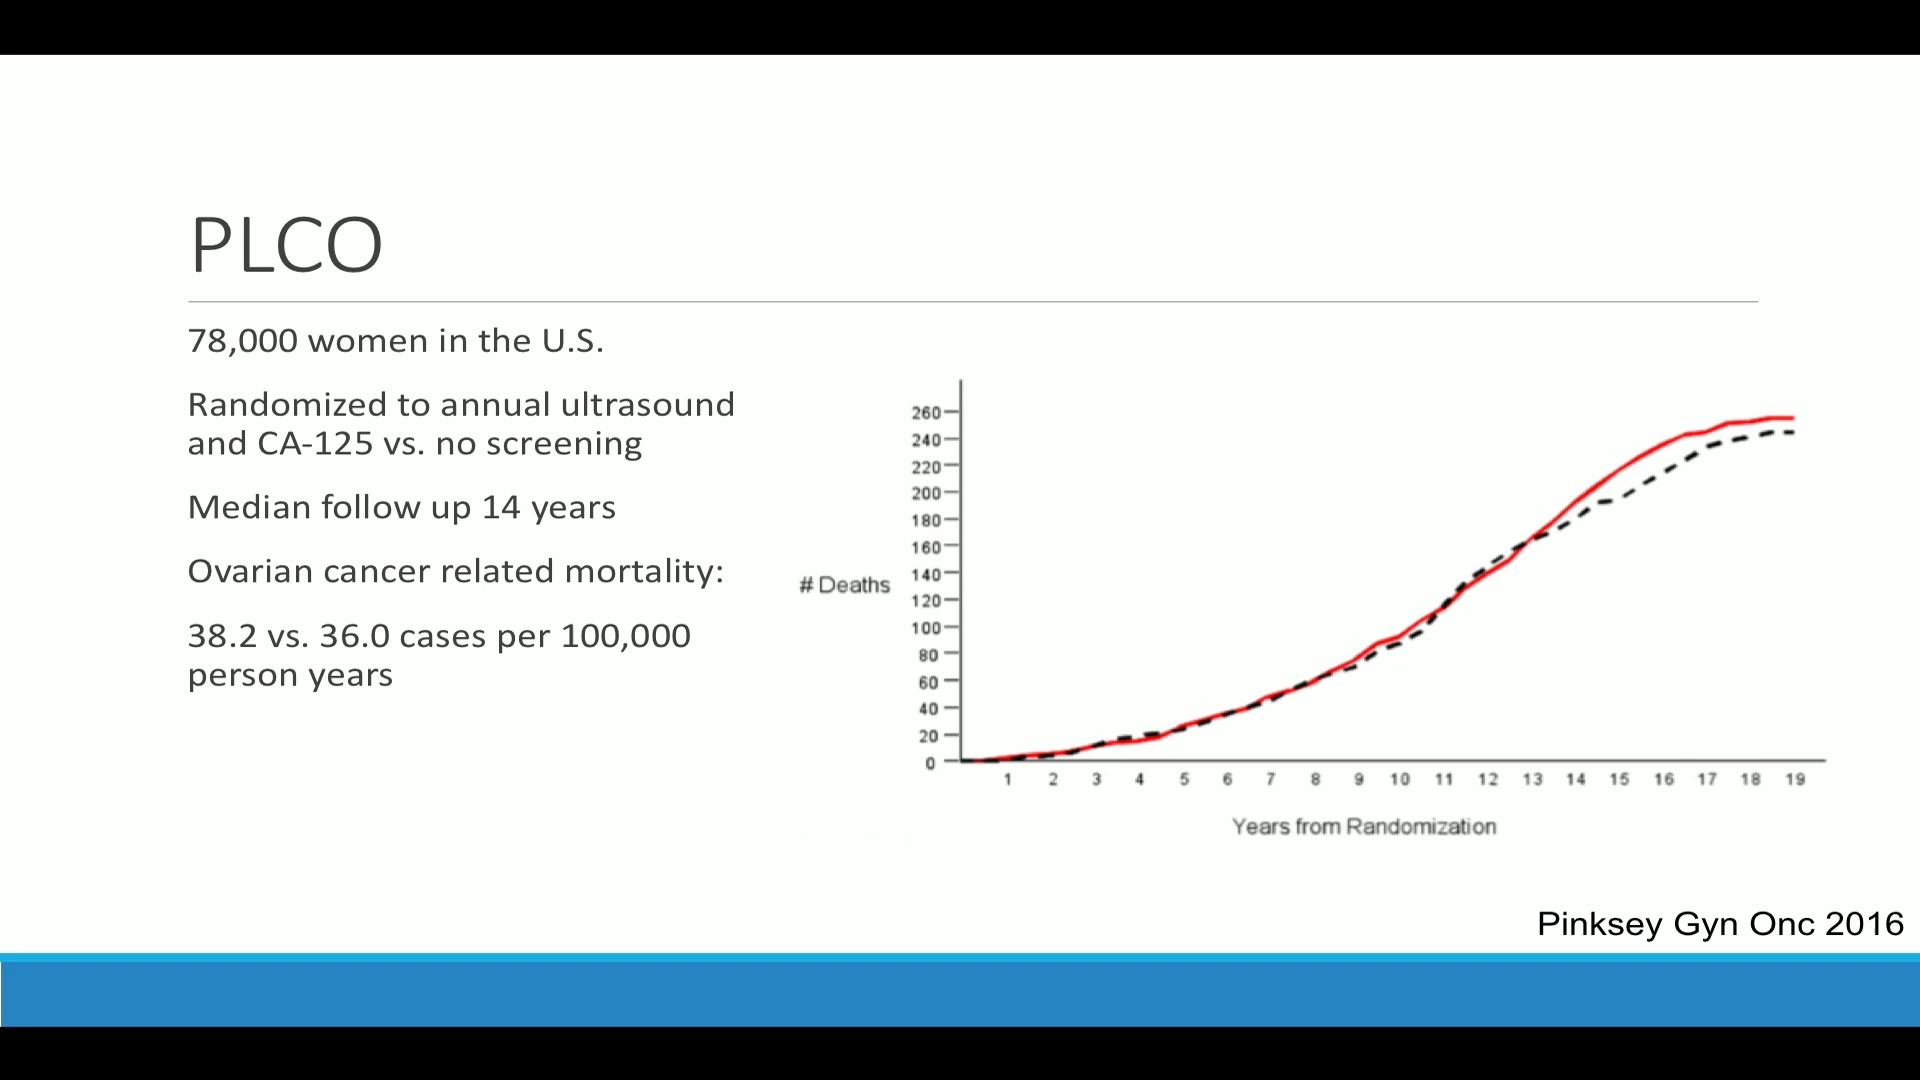 PLCO
78,000 women in the U.S.
Randomized to annual ultrasound
and CA-125 vs. no screening
Median follow up 14 years
Ovarian cancer related mortality:
38.2 vs. 36.0 cases per 100,000
person years
# Deaths
260
240
220
200
180
160
140
120
100
80
60
40
20
0
1 2 3 4 5 6 7 8 9 10 11 12 13 14 15 16 17 18 19
Years from Randomization
Pinksey Gyn Onc 2016